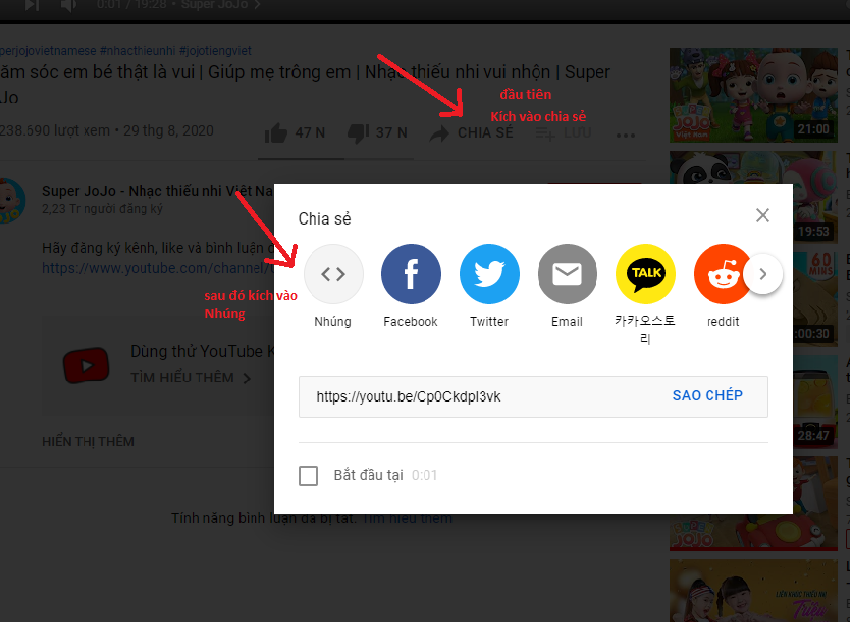 0:01 / 19:28 • Super JoJo
perjojovietnamese #nhacthieunhi #jojotiengviet
ăm sóc em bé thật là vui | Giúp mẹ trông em | Nhạc thiếu nhi vui nhộn | Super
Jo
238.690 lượt xem • 29 thg 8, 2020
47 N
37 N
CHIA SẺ
LƯU
đầu tiên
Kích vào chia sẻ
Super JoJo - Nhạc thiếu nhi Việt Na
2,23 Tr người đăng ký
Hãy đăng ký kênh, like và bình luận
https://www.youtube.com/channel/
Dùng thử YouTube K
TÌM HIỂU THÊM
HIỂN THỊ THÊM
Tính năng bình luận đã bị tắt. Tìm hiểu thêm
sau đó kích vào
Nhúng
Chia sẻ
Nhúng
Facebook
Twitter
Email
TALK
카카오스토
리
reddit
https://youtu.be/Cp0CkdpI3vk
SAO CHÉP
Bắt đầu tại 0:01
JOJO
Việt Nam
21:00
19:53
60
MINS
:00:30
28:47
SUPER
JOJO
LIÊN KHÚC THIẾU NHI
Triệu